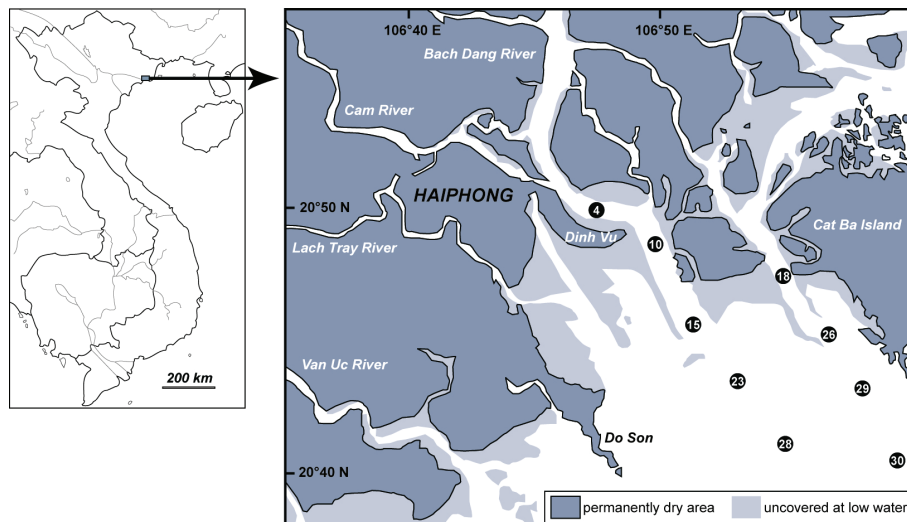 200 km
106°40 E
106°50 E
Bach Dang River
Cam River
HAIPHONG
20°50 N
4
Dinh Vu
Cat Ba Island
Lach Tray River
10
18
15
26
Van Uc River
23
29
Do Son
28
30
20°40 N
permanently dry area
uncovered at low water